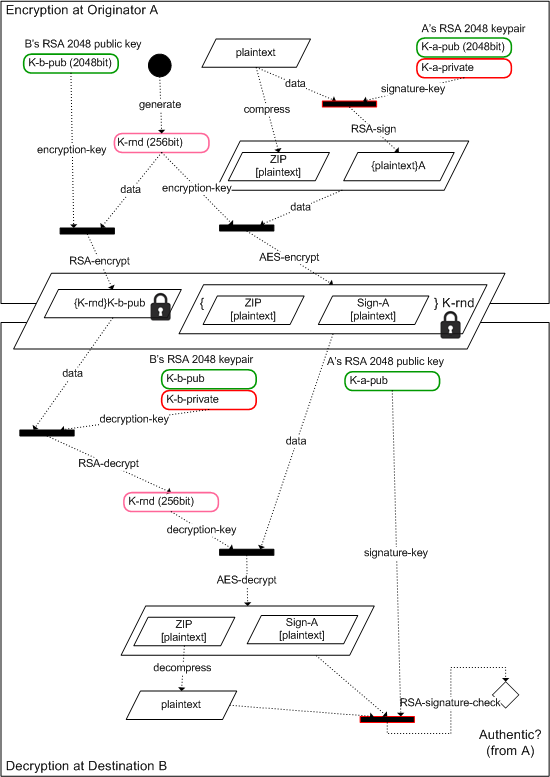 Encryption at Originator A
B's RSA 2048 public key
K-b-pub (2048bit)
plaintext
A's RSA 2048 keypair
K-a-pub (2048bit)
K-a-private
data
signature-key
generate
compress
RSA-sign
K-rnd (256bit)
encryption-key
data
encryption-key
ZIP
[plaintext]
{plaintext}A
data
RSA-encrypt
AES-encrypt
{K-rnd}K-b-pub
{
ZIP
[plaintext]
Sign-A
[plaintext]
} K-rnd
data
B's RSA 2048 keypair
K-b-pub
K-b-private
A's RSA 2048 public key
K-a-pub
decryption-key
data
RSA-decrypt
K-rnd (256bit)
decryption-key
signature-key
AES-decrypt
ZIP
[plaintext]
Sign-A
[plaintext]
decompress
plaintext
RSA-signature-check
Authentic?
(from A)
Decryption at Destination B